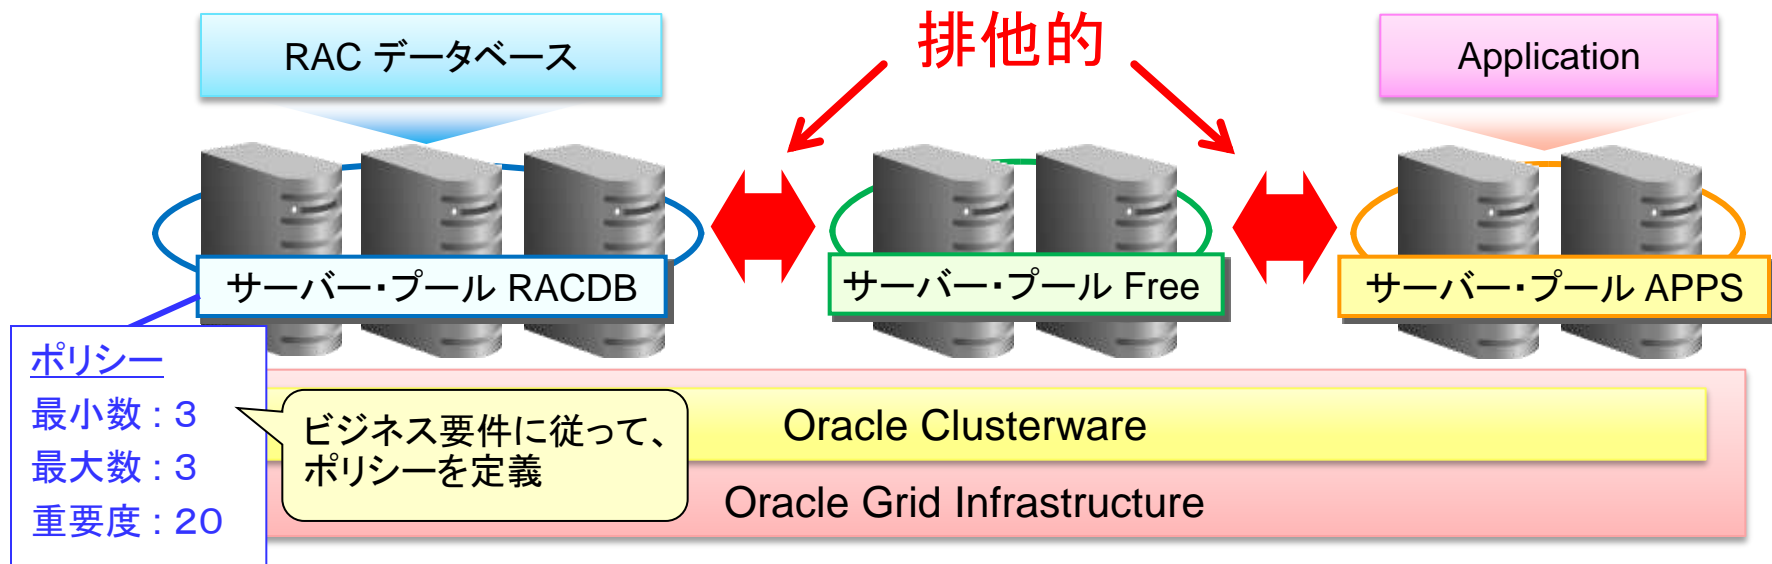 RAC データベース
排他的
Application
サーバー・プール RACDB
サーバー・プール Free
サーバー・プール APPS
ポリシー
最小数 : ３
最大数 : ３
重要度 : ２０
ビジネス要件に従って、
ポリシーを定義
Oracle Clusterware
Oracle Grid Infrastructure